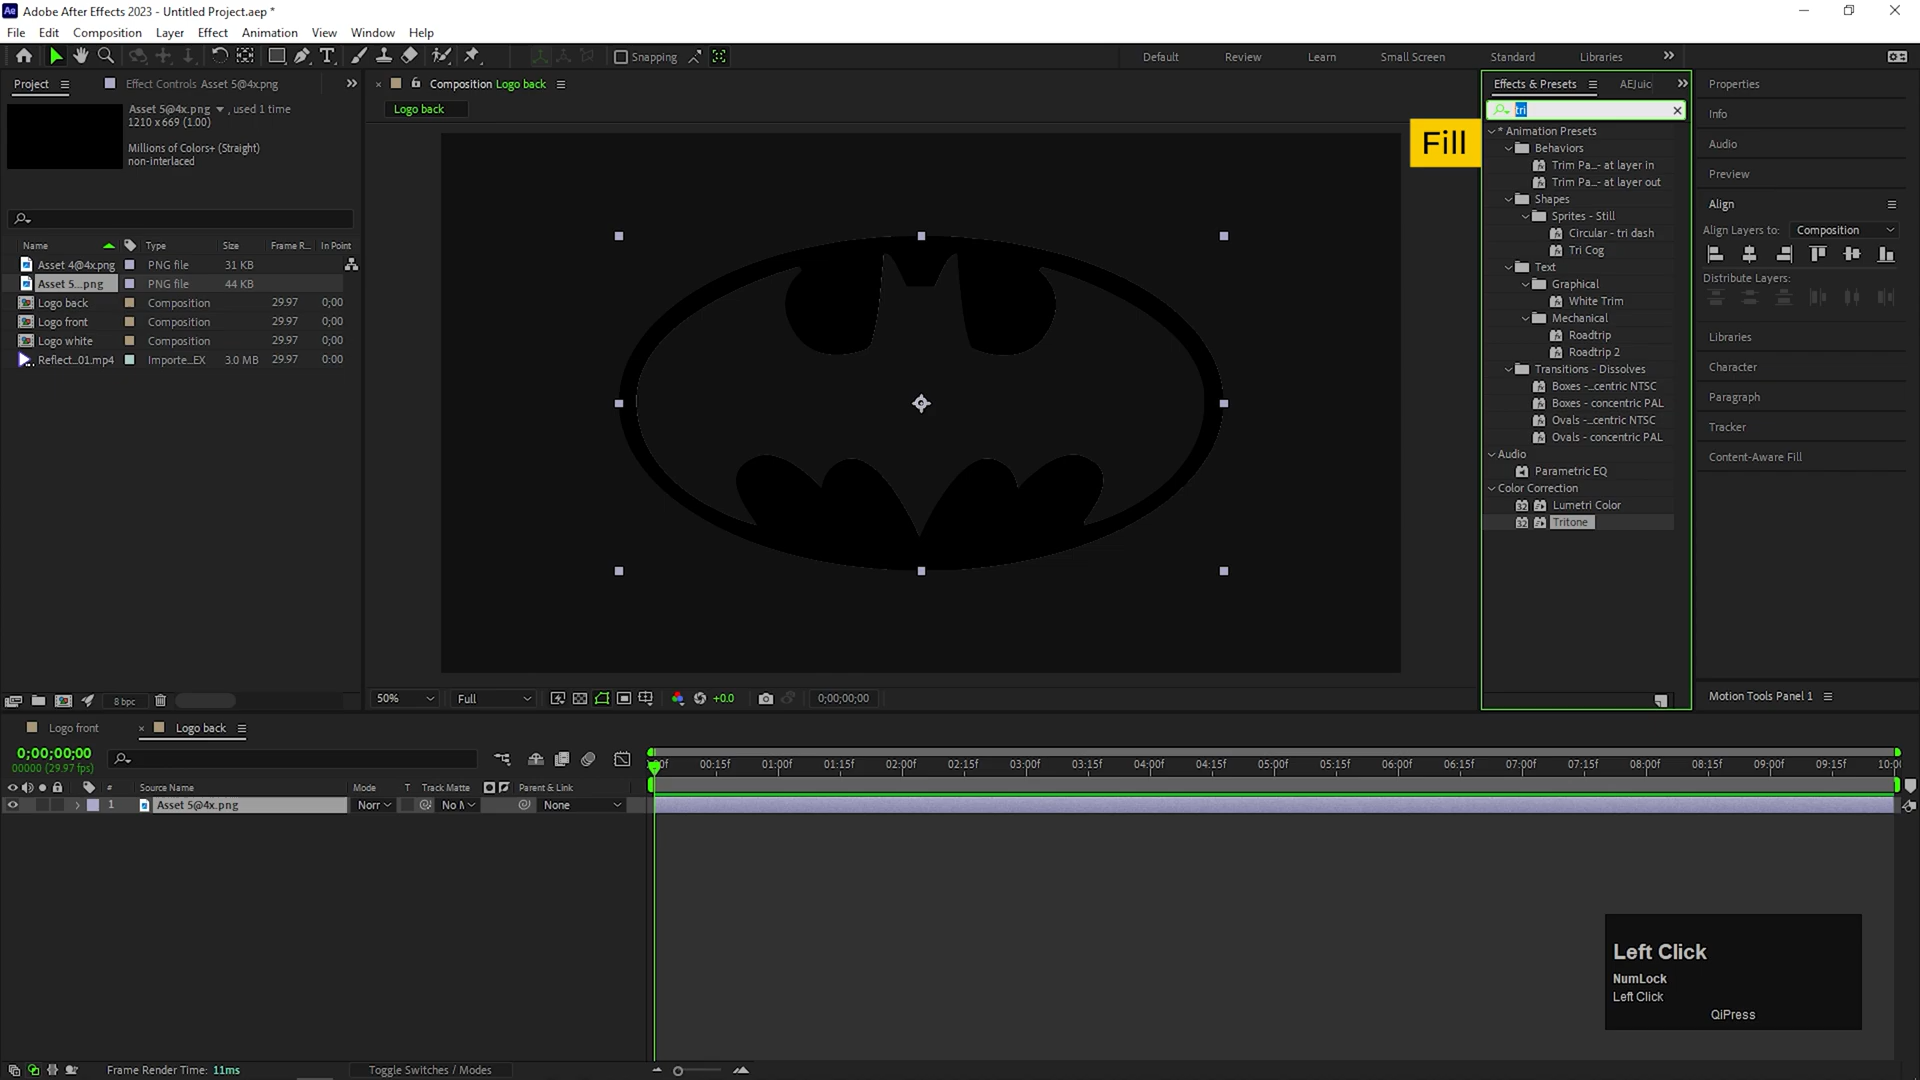 Adobe After Effects 2023 - Untitled Project.aep *
File Edit Composition Layer Effect Animation View Window Help
Snapping
Default Review Learn Small Screen Standard Libraries
Project
Effect Controls Asset 5@4x.png
Asset 5@4x.png , used 1 time
1210 x 669 (1.00)
Millions of Colors+ (Straight)
non-interlaced
Name Type Size Frame R... In Point
Asset 4@4x.png PNG file 31 KB
Asset 5...png PNG file 44 KB
Logo back Composition 29.97 0;00
Logo front Composition 29.97 0;00
Logo white Composition 29.97 0;00
Reflect_01.mp4 Importe...EX 3.0 MB 29.97 0:00
8 bpc
Composition Logo back
Logo back
50% Full +0.0 0;00;00;00
Fill
Effects & Presets AEJuic
tri
* Animation Presets
Behaviors
Trim Pa...- at layer in
Trim Pa...- at layer out
Shapes
Sprites - Still
Circular - tri dash
Tri Cog
Text
Graphical
White Trim
Mechanical
Roadtrip
Roadtrip 2
Transitions - Dissolves
Boxes -...centric NTSC
Boxes - concentric PAL
Ovals -...centric NTSC
Ovals - concentric PAL
Audio
Parametric EQ
Color Correction
32 Lumetri Color
32 Tritone
Properties
Info
Audio
Preview
Align
Align Layers to: Composition
Distribute Layers:
Libraries
Character
Paragraph
Tracker
Content-Aware Fill
Motion Tools Panel 1
Logo front Logo back
0;00;00;00
00000 (29.97 fps)
# Source Name Mode T Track Matte Parent & Link
1 Asset 5@4x.png Norr No M None
:00f 00:15f 01:00f 01:15f 02:00f 02:15f 03:00f 03:15f 04:00f 04:15f 05:00f 05:15f 06:00f 06:15f 07:00f 07:15f 08:00f 08:15f 09:00f 09:15f 10:00
Left Click
NumLock
Left Click
QiPress
Frame Render Time: 11ms
Toggle Switches / Modes